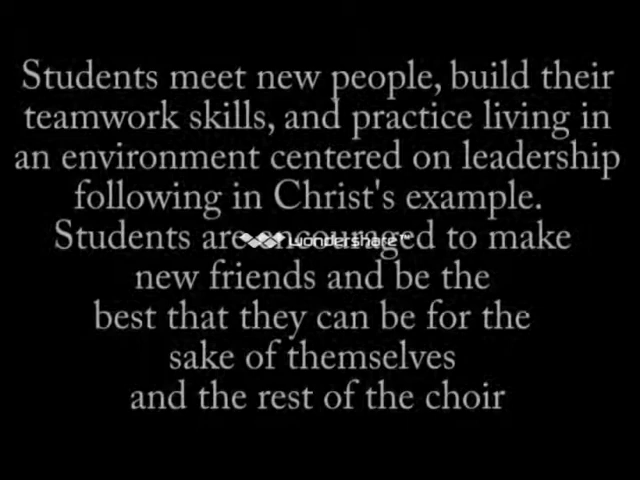 Students meet new people, build their
teamwork skills, and practice living in
an environment centered on leadership
following in Christ's example.
Students are encouraged to make
wondershare™
new friends and be the
best that they can be for the
sake of themselves
and the rest of the choir